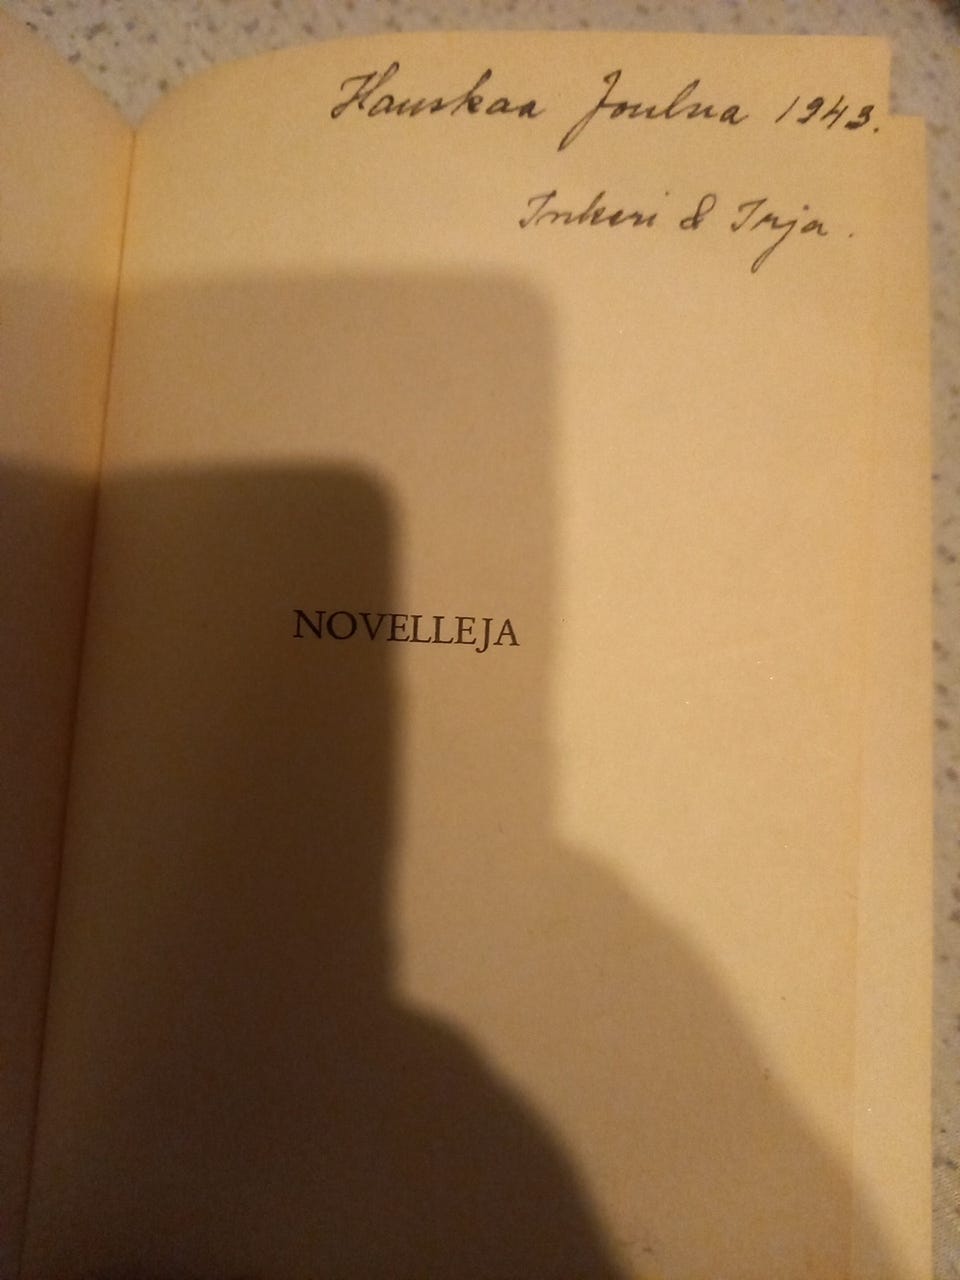 Hauskaa Joulua 1943.
Inkeri & Irja.
NOVELLEJA